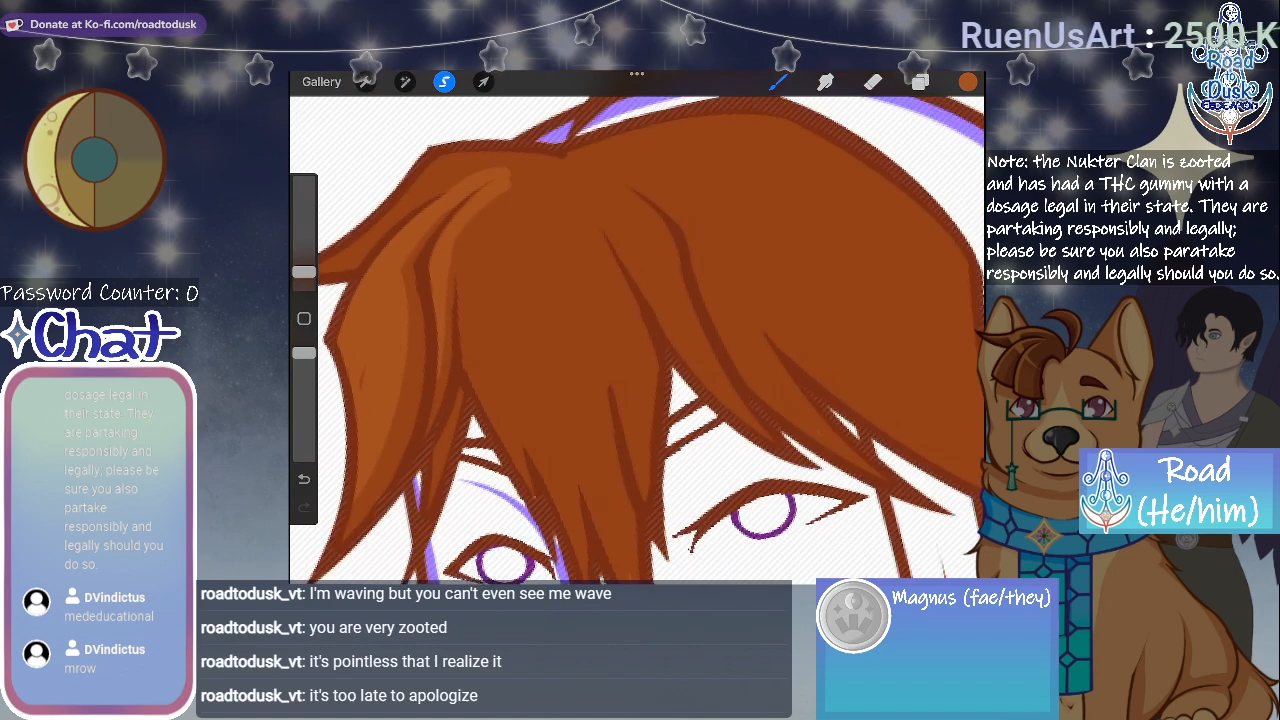 Donate at Ko-fi.com/roadtodusk
RuenUsArt : 2500 K
Road
to
Dusk
Gallery
Note: the Nukter Clan is zooted
and has had a THC gummy with a
dosage legal in their state. They are
partaking responsibly and legally;
please be sure you also paratake
responsibly and legally should you do so.
Password Counter: 0
Chat
dosage legal in
their state. They
are partaking
responsibly and
legally; please be
sure you also
partake
responsibly and
legally should you
do so.
DVindictus
mededucational
DVindictus
mrow
roadtodusk_vt: I'm waving but you can't even see me wave
roadtodusk_vt: you are very zooted
roadtodusk_vt: it's pointless that I realize it
roadtodusk_vt: it's too late to apologize
Road
(He/him)
Magnus (fae/they)